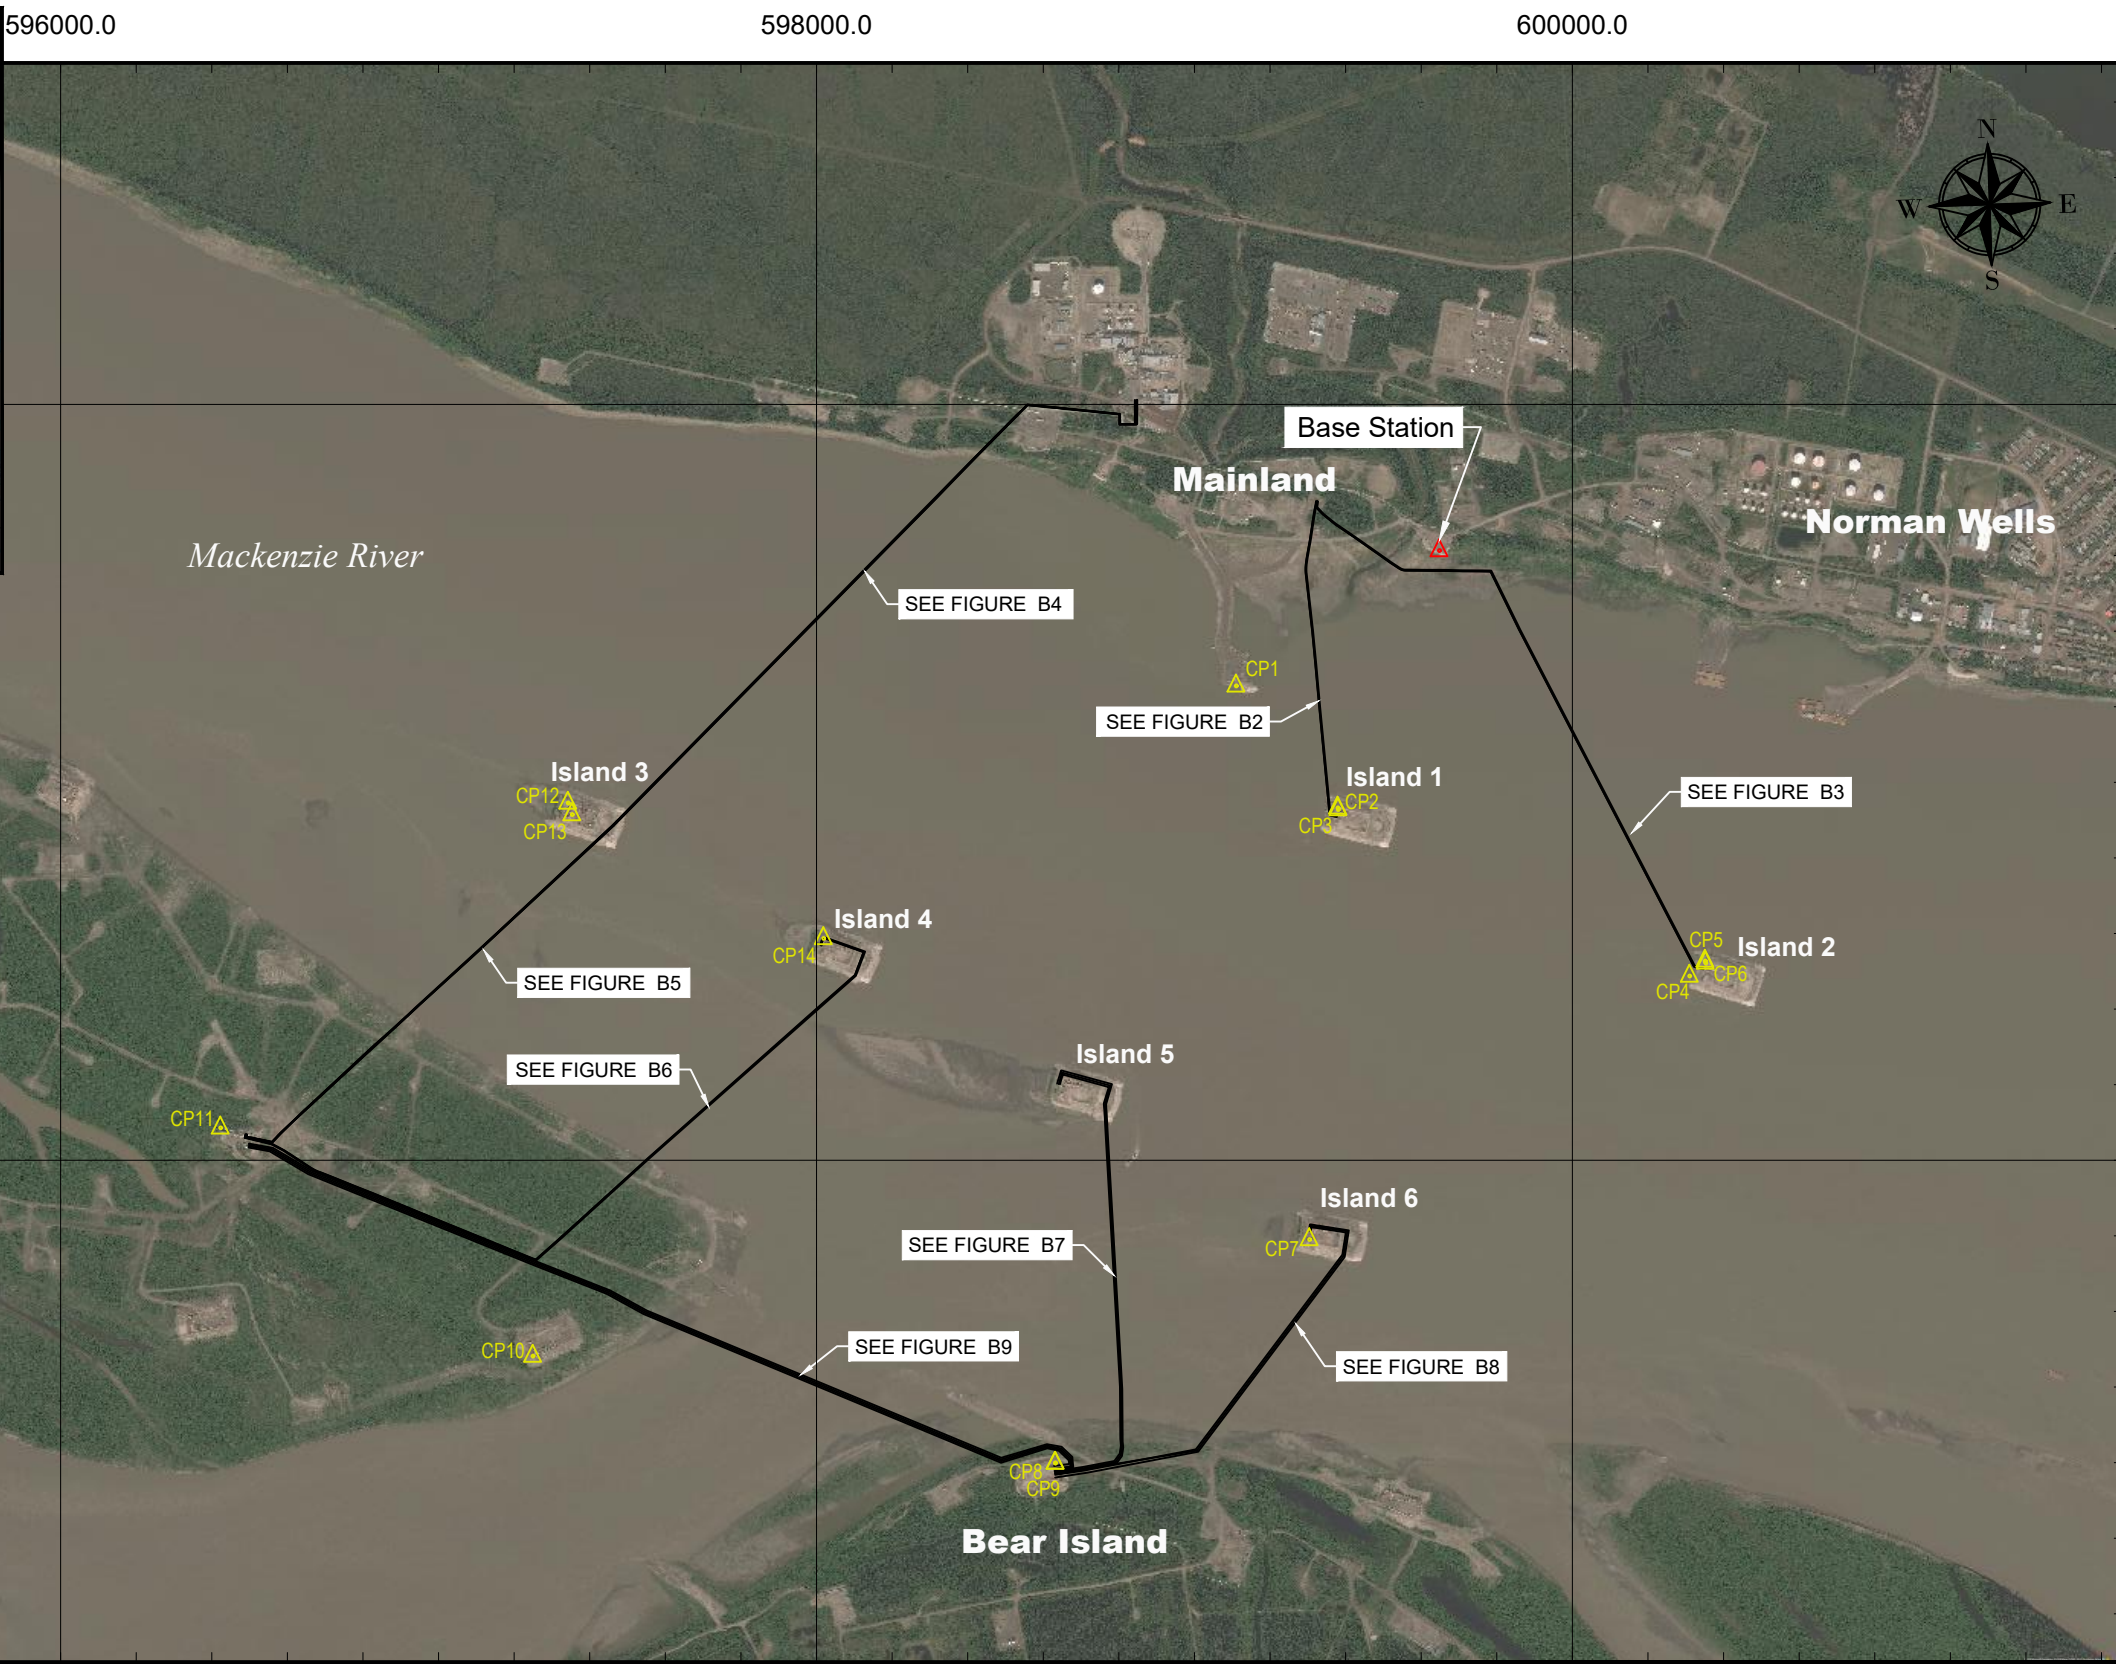 596000.0
598000.0
600000.0
N
W
E
S
Base Station
Mainland
Norman Wells
Mackenzie River
SEE FIGURE B4
CP1
SEE FIGURE B2
Island 3
CP12
CP13
Island 1
CP2
CP3
SEE FIGURE B3
Island 4
CP14
CP5
Island 2
CP6
CP4
SEE FIGURE B5
Island 5
SEE FIGURE B6
CP11
Island 6
SEE FIGURE B7
CP7
CP10
SEE FIGURE B9
SEE FIGURE B8
CP8
CP9
Bear Island